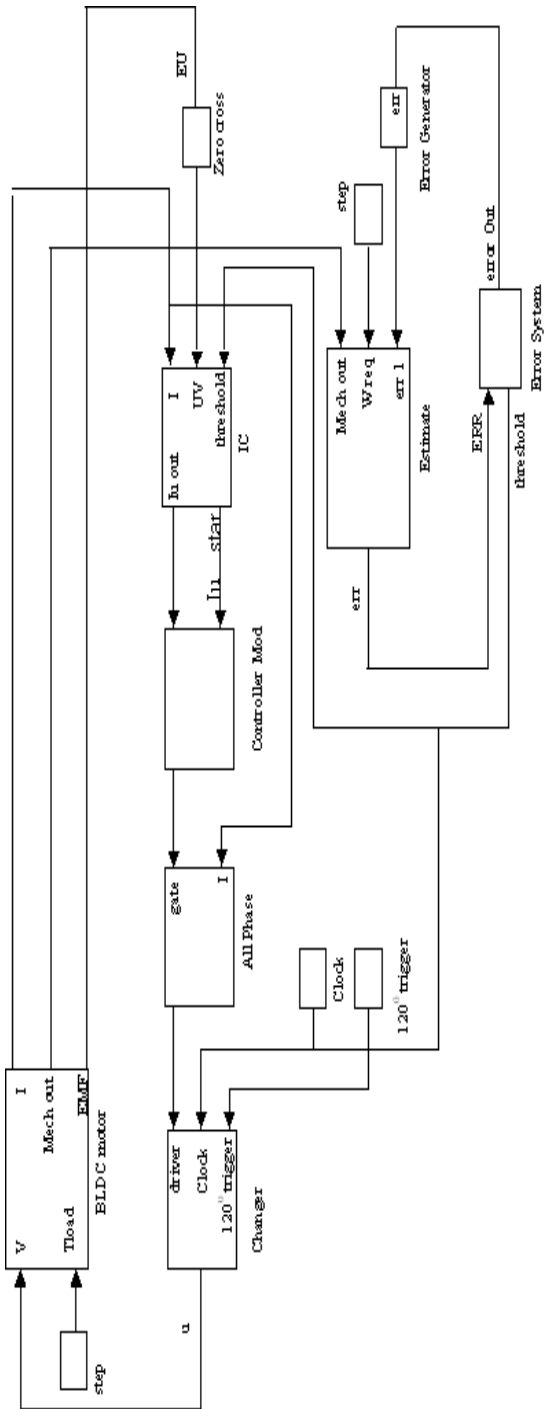 V
I
Mech out
Tload
EMF
BLDC motor
step
EU
Zero cross
u
driver
Clock
120° trigger
Changer
gate
I
All Phase
Controller Mod
Iu star
Iu out
I
UV
threshold
IC
Clock
120° trigger
step
Mech out
Wreq
err 1
Estimate
err
err
Error Generator
ERR
threshold
error Out
Error System